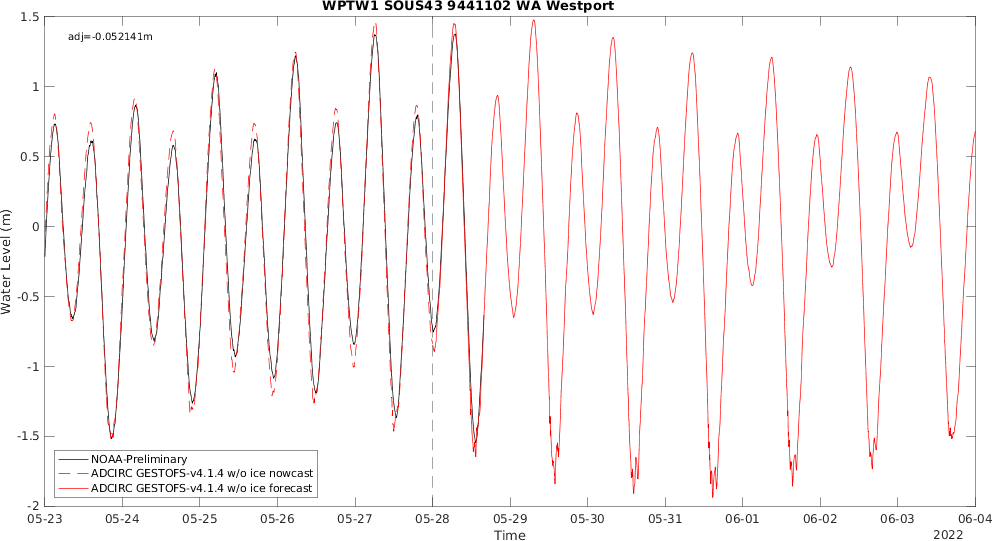 WPTW1 SOUS43 9441102 WA Westport
adj=-0.052141m
1.5
1
0.5
0
-0.5
-1
-1.5
-2
Water Level (m)
NOAA-Preliminary
ADCIRC GESTOFS-v4.1.4 w/o ice nowcast
ADCIRC GESTOFS-v4.1.4 w/o ice forecast
05-23 05-24 05-25 05-26 05-27 05-28 05-29 05-30 05-31 06-01 06-02 06-03 06-04
Time
2022